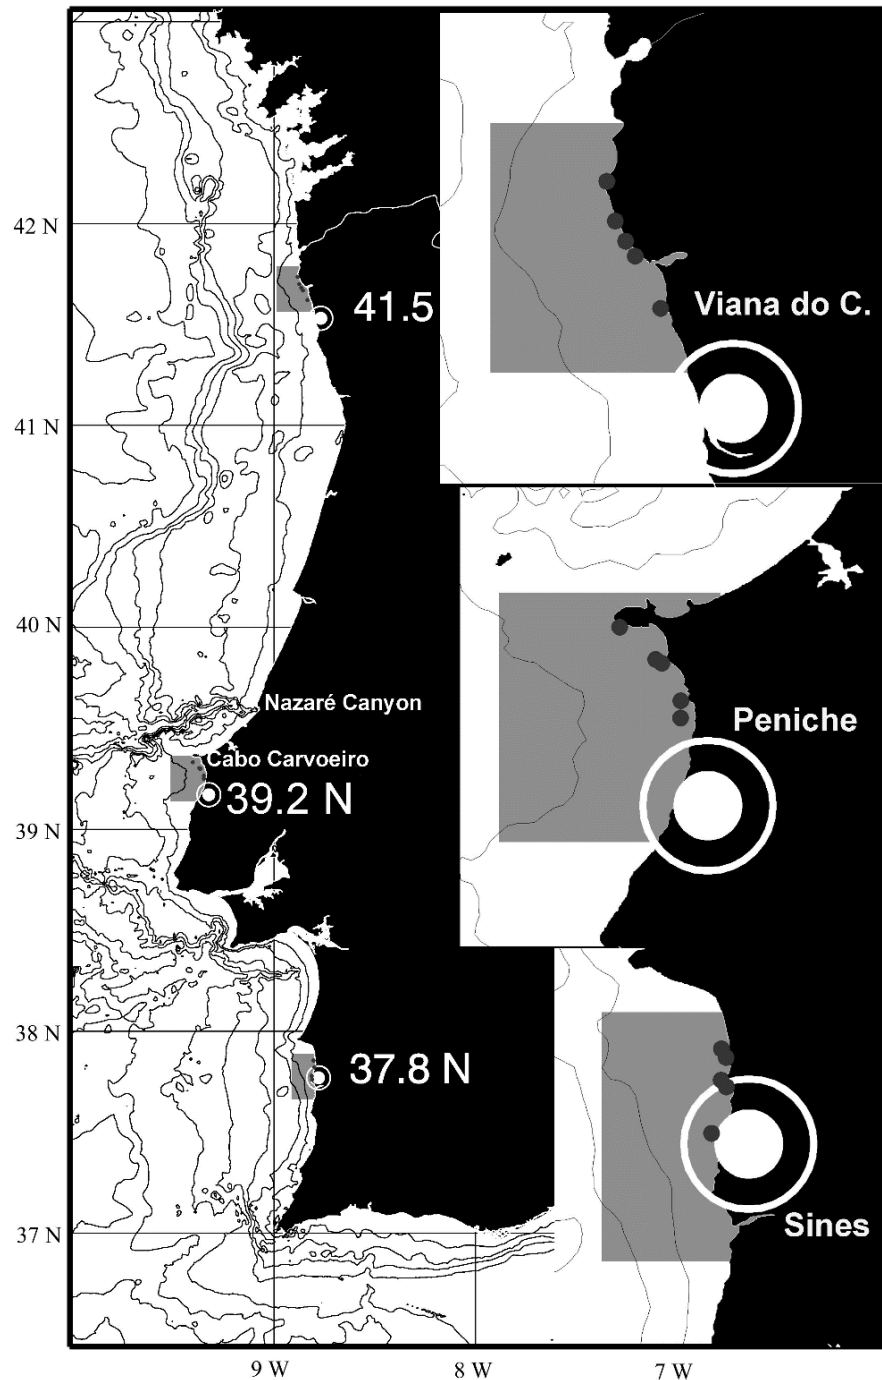 42 N
41.5
Viana do C.
41 N
40 N
Nazaré Canyon
Peniche
Cabo Carvoeiro
39.2 N
39 N
38 N
37.8 N
Sines
37 N
9 W
8 W
7 W